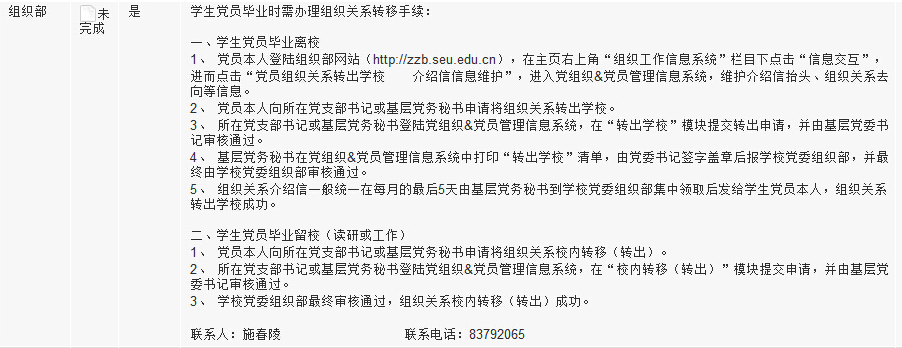 组织部 未完成 是 学生党员毕业时需办理组织关系转移手续：
一、学生党员毕业离校
1、 党员本人登陆组织部网站（http://zzb.seu.edu.cn），在主页右上角“组织工作信息系统”栏目下点击“信息交互”，
进而点击“党员组织关系转出学校 介绍信信息维护”，进入党组织&党员管理信息系统，维护介绍信抬头、组织关系去
向等信息。
2、 党员本人向所在党支部书记或基层党务秘书申请将组织关系转出学校。
3、 所在党支部书记或基层党务秘书登陆党组织&党员管理信息系统，在“转出学校”模块提交转出申请，并由基层党委书
记审核通过。
4、 基层党务秘书在党组织&党员管理信息系统中打印“转出学校”清单，由党委书记签字盖章后报学校党委组织部，并最
终由学校党委组织部审核通过。
5、 组织关系介绍信一般统一在每月的最后5天由基层党务秘书到学校党委组织部集中领取后发给学生党员本人，组织关系
转出学校成功。
二、学生党员毕业留校（读研或工作）
1、 党员本人向所在党支部书记或基层党务秘书申请将组织关系校内转移（转出）。
2、 所在党支部书记或基层党务秘书登陆党组织&党员管理信息系统，在“校内转移（转出）”模块提交申请，并由基层党
委书记审核通过。
3、 学校党委组织部最终审核通过，组织关系校内转移（转出）成功。
联系人：施春陵 联系电话：83792065